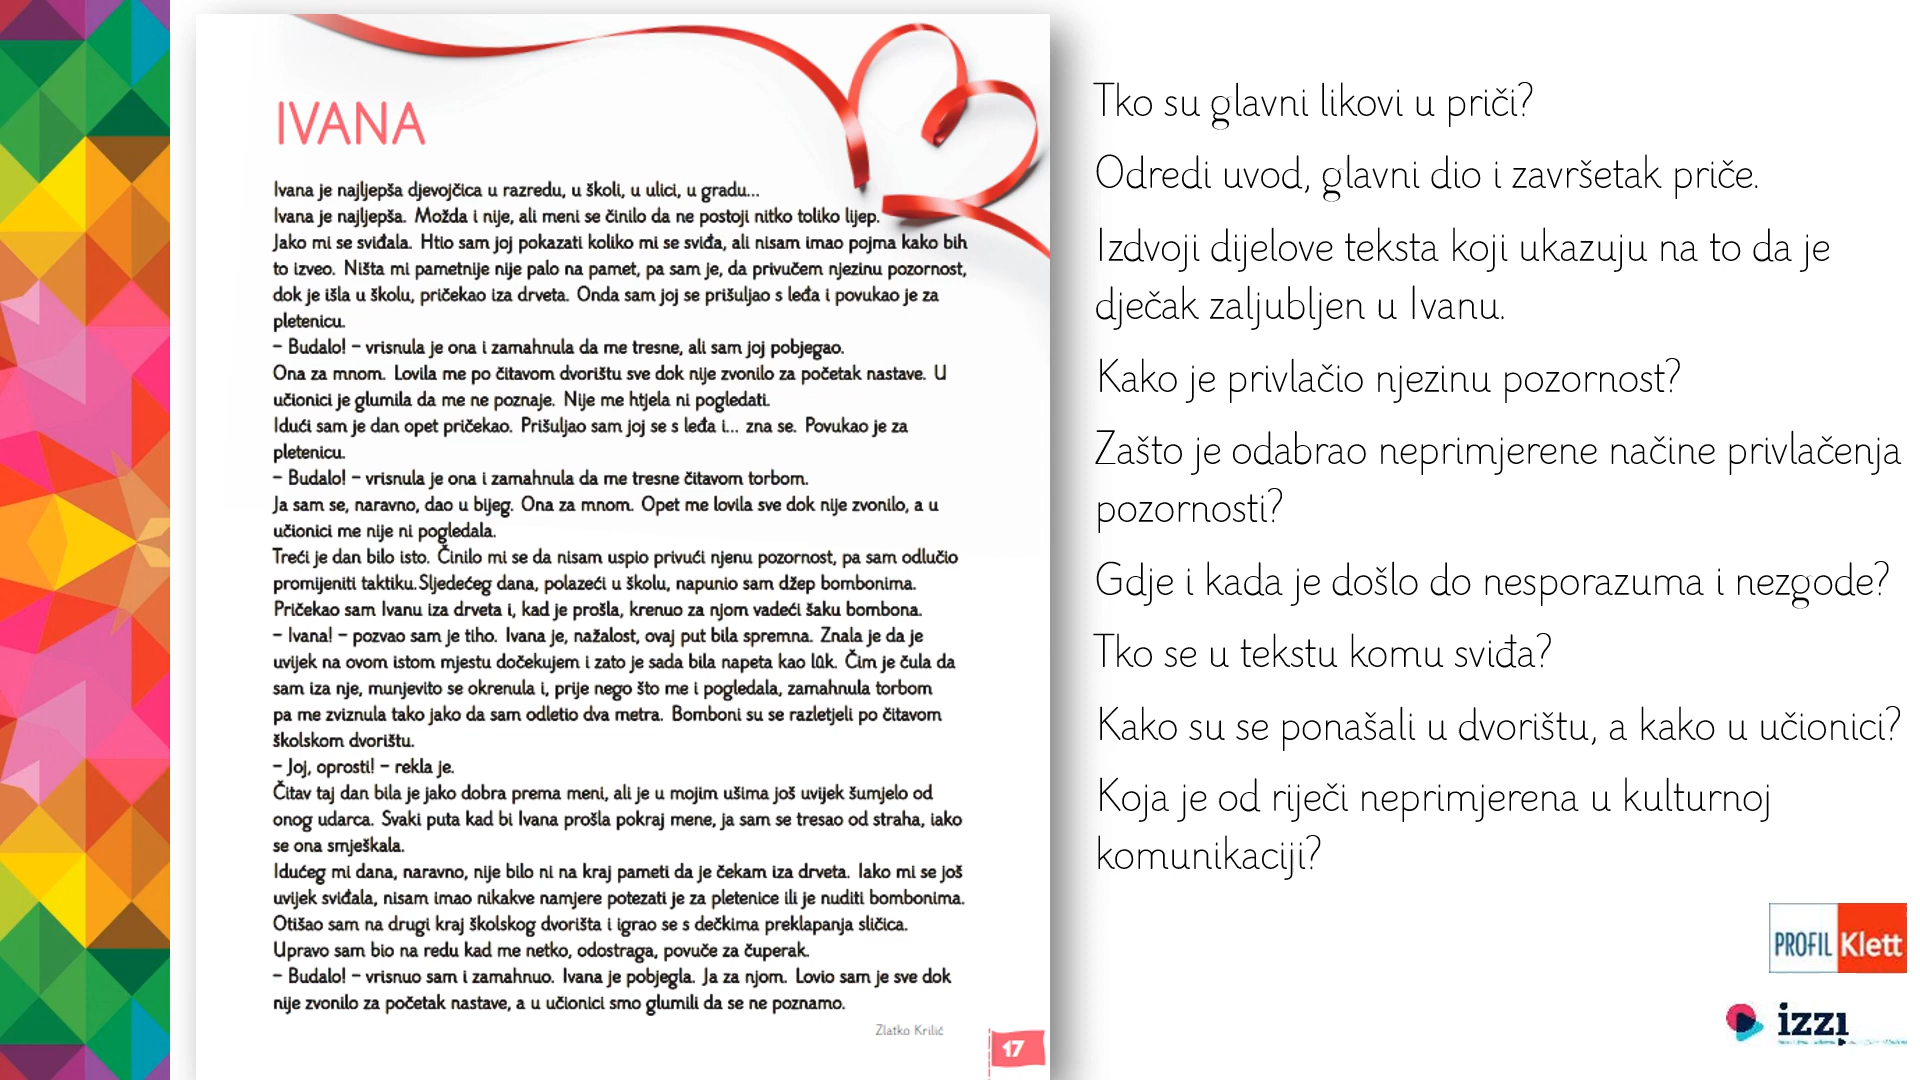 IVANA
Ivana je najljepša djevojčica u razredu, u školi, u ulici, u gradu...
Ivana je najljepša. Možda i nije, ali meni se činilo da ne postoji nitko toliko lijep.
Jako mi se sviđala. Htio sam joj pokazati koliko mi se sviđa, ali nisam imao pojma kako bih
to izveo. Ništa mi pametnije nije palo na pamet, pa sam je, da privučem njezinu pozornost,
dok je išla u školu, pričekao iza drveta. Onda sam joj se prišuljao s leđa i povukao je za
pletenicu.
– Budalo! – vrisnula je ona i zamahnula da me tresne, ali sam joj pobjegao.
Ona za mnom. Lovila me po čitavom dvorištu sve dok nije zvonilo za početak nastave. U
učionici je glumila da me ne poznaje. Nije me htjela ni pogledati.
Idući sam je dan opet pričekao. Prišuljao sam joj se s leđa i... zna se. Povukao je za
pletenicu.
– Budalo! – vrisnula je ona i zamahnula da me tresne čitavom torbom.
Ja sam se, naravno, dao u bijeg. Ona za mnom. Opet me lovila sve dok nije zvonilo, a u
učionici me nije ni pogledala.
Treći je dan bilo isto. Činilo mi se da nisam uspio privući njenu pozornost, pa sam odlučio
promijeniti taktiku.Sljedećeg dana, polazeći u školu, napunio sam džep bombonima.
Pričekao sam Ivanu iza drveta i, kad je prošla, krenuo za njom vadeći šaku bombona.
– Ivana! – pozvao sam je tiho. Ivana je, nažalost, ovaj put bila spremna. Znala je da je
uvijek na ovom istom mjestu dočekujem i zato je sada bila napeta kao lûk. Čim je čula da
sam iza nje, munjevito se okrenula i, prije nego što me i pogledala, zamahnula torbom
pa me zviznula tako jako da sam odletio dva metra. Bomboni su se razletjeli po čitavom
školskom dvorištu.
– Joj, oprosti! – rekla je.
Čitav taj dan bila je jako dobra prema meni, ali je u mojim ušima još uvijek šumjelo od
onog udarca. Svaki puta kad bi Ivana prošla pokraj mene, ja sam se tresao od straha, iako
se ona smješkala.
Idućeg mi dana, naravno, nije bilo ni na kraj pameti da je čekam iza drveta. Iako mi se još
uvijek sviđala, nisam imao nikakve namjere potezati je za pletenice ili je nuditi bombonima.
Otišao sam na drugi kraj školskog dvorišta i igrao se s dečkima preklapanja sličica.
Upravo sam bio na redu kad me netko, odostraga, povuče za čuperak.
– Budalo! – vrisnuo sam i zamahnuo. Ivana je pobjegla. Ja za njom. Lovio sam je sve dok
nije zvonilo za početak nastave, a u učionici smo glumili da se ne poznamo.
Zlatko Krilić
17
Tko su glavni likovi u priči?
Odredi uvod, glavni dio i završetak priče.
Izdvoji dijelove teksta koji ukazuju na to da je
dječak zaljubljen u Ivanu.
Kako je privlačio njezinu pozornost?
Zašto je odabrao neprimjerene načine privlačenja
pozornosti?
Gdje i kada je došlo do nesporazuma i nezgode?
Tko se u tekstu komu sviđa?
Kako su se ponašali u dvorištu, a kako u učionici?
Koja je od riječi neprimjerena u kulturnoj
komunikaciji?
PROFIL Klett
izzi